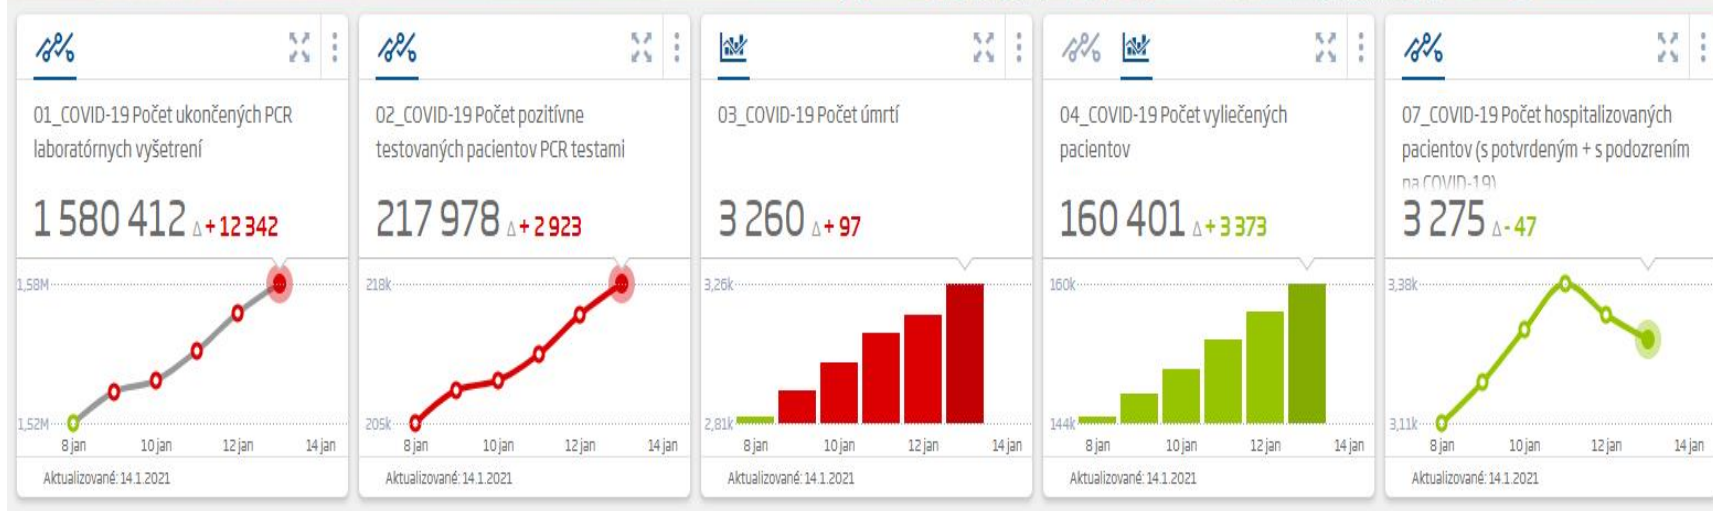 01_COVID-19 Počet ukončených PCR
laboratórnych vyšetrení
1 580 412 Δ + 12 342
1,58M
1,52M
8 jan 10 jan 12 jan 14 jan
Aktualizované: 14.1.2021
02_COVID-19 Počet pozitívne
testovaných pacientov PCR testami
217 978 Δ + 2 923
218k
205k
8 jan 10 jan 12 jan 14 jan
Aktualizované: 14.1.2021
03_COVID-19 Počet úmrtí
3 260 Δ + 97
3,26k
2,81k
8 jan 10 jan 12 jan 14 jan
Aktualizované: 14.1.2021
04_COVID-19 Počet vyliečených
pacientov
160 401 Δ + 3 373
160k
144k
8 jan 10 jan 12 jan 14 jan
Aktualizované: 14.1.2021
07_COVID-19 Počet hospitalizovaných
pacientov (s potvrdeným + s podozrením
na COVID-19)
3 275 Δ - 47
3,38k
3,11k
8 jan 10 jan 12 jan 14 jan
Aktualizované: 14.1.2021